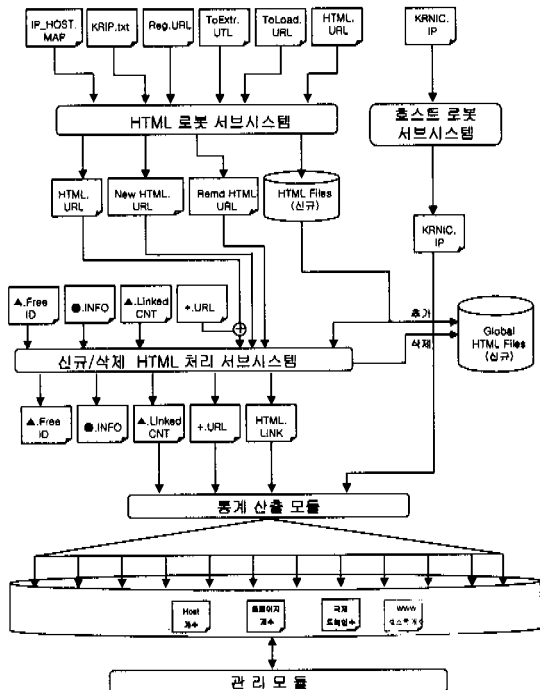 IP_HOST.
MAP
KRIP.txt
Reg.URL
ToExtr.
UTL
ToLoad.
URL
HTML.
URL
KRNIC.
IP
HTML 로봇 서브시스템
호스트 로봇
서브시스템
HTML.
URL
New HTML.
URL
Remd HTML
URL
HTML Files
(신규)
KRNIC.
IP
▲.Free
ID
●.INFO
▲.Linked
CNT
+.URL
추가
삭제
Global
HTML Files
(신규)
신규/삭제 HTML 처리 서브시스템
▲.Free
ID
●.INFO
▲.Linked
CNT
+.URL
HTML.
LINK
통계 산출 모듈
Host
개수
홈페이지
개수
국제
도메인수
WWW
관리모듈